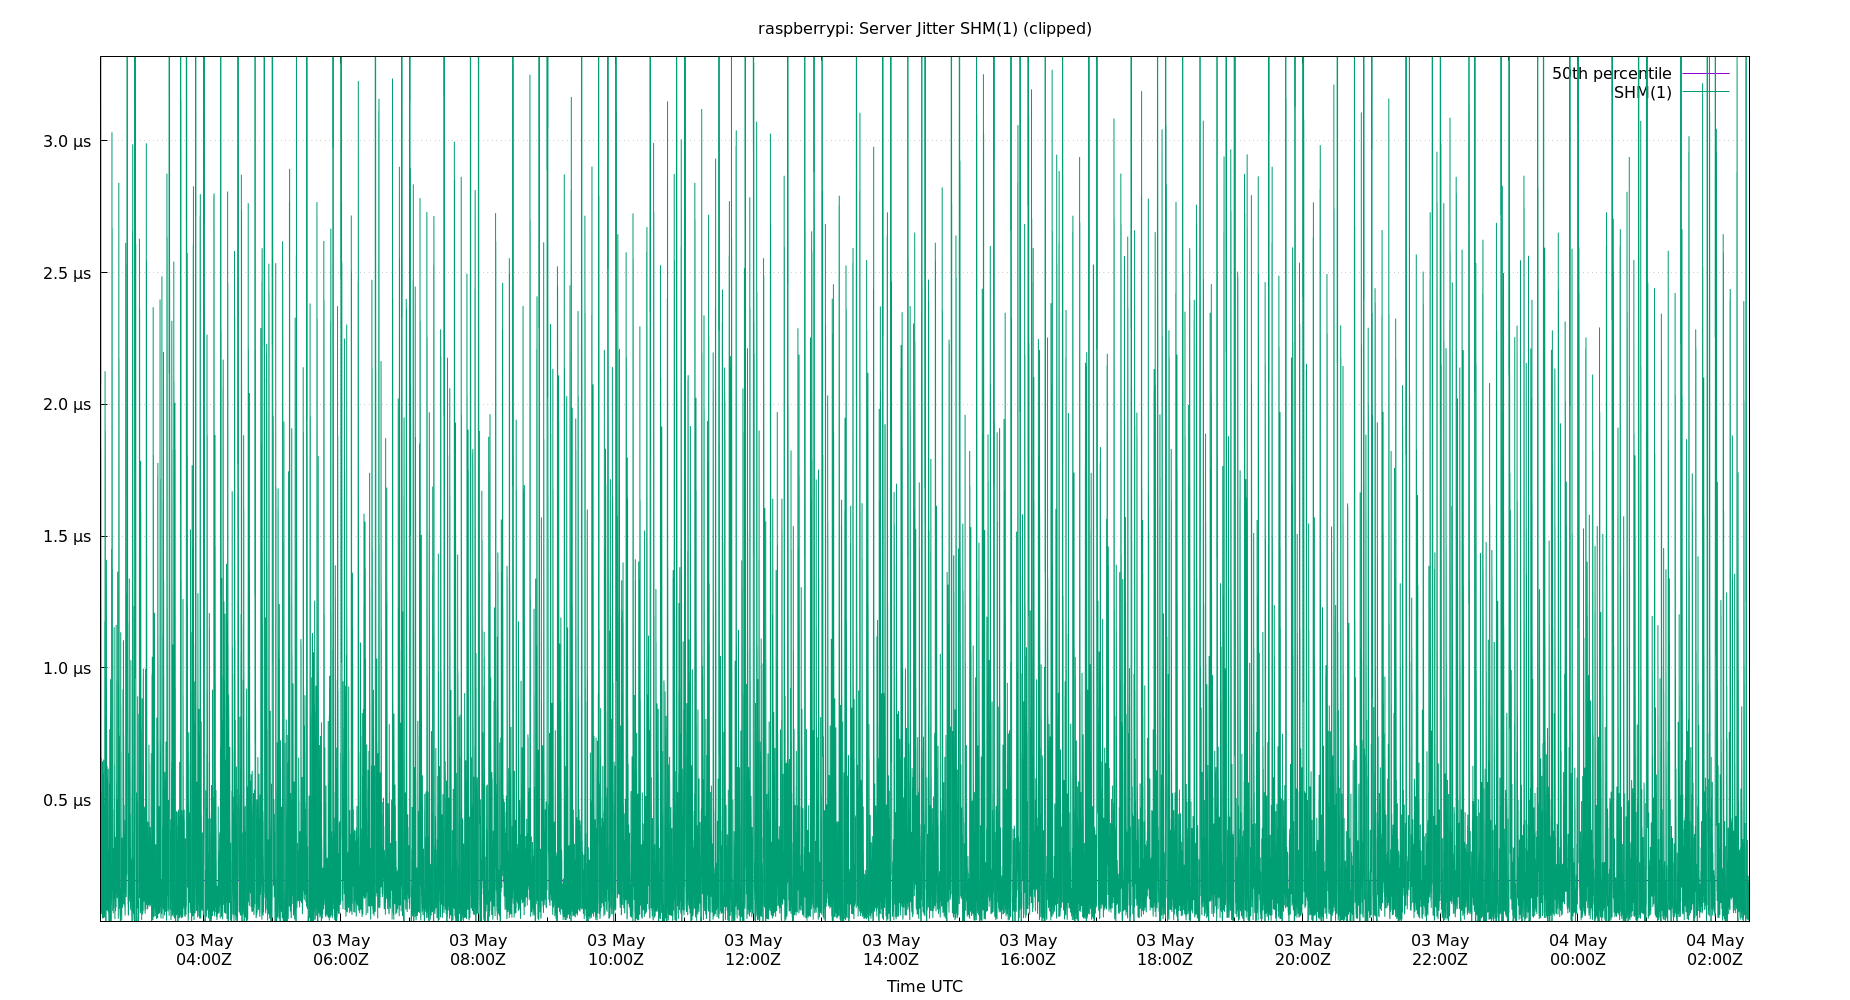 raspberrypi: Server Jitter SHM(1) (clipped)
50th percentile
SHM(1)
3.0 µs
2.5 µs
2.0 µs
1.5 µs
1.0 µs
0.5 µs
03 May 03 May 03 May 03 May 03 May 03 May 03 May 03 May 03 May 03 May 04 May 04 May
04:00Z 06:00Z 08:00Z 10:00Z 12:00Z 14:00Z 16:00Z 18:00Z 20:00Z 22:00Z 00:00Z 02:00Z
Time UTC